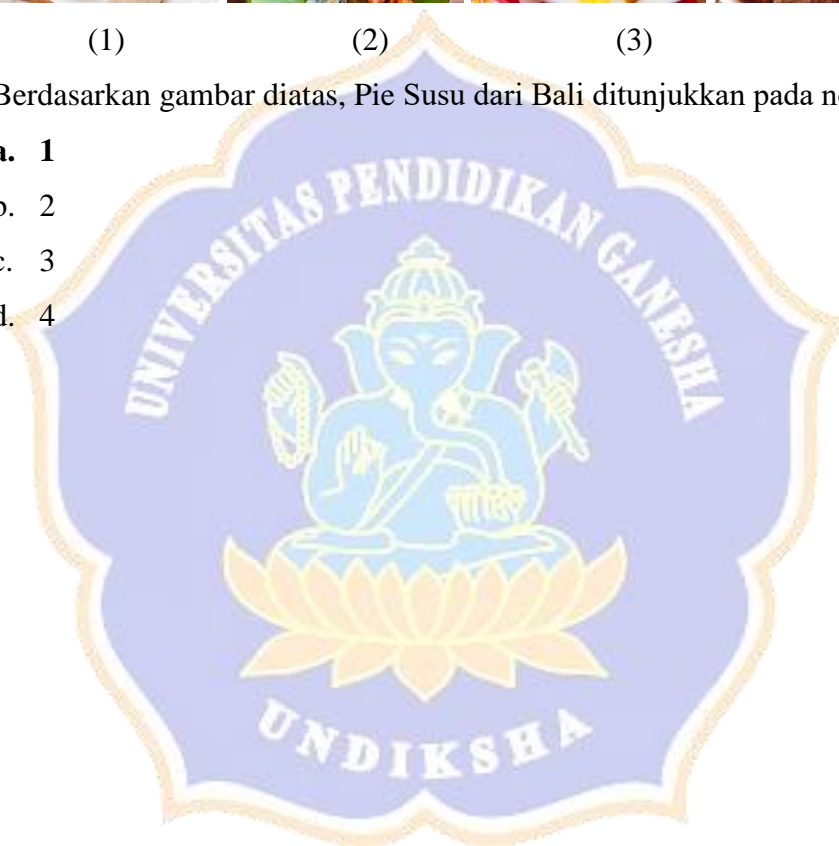 (1) (2) (3)
Berdasarkan gambar diatas, Pie Susu dari Bali ditunjukkan pada
a. 1
b. 2
c. 3
d. 4
UNIVERSITAS PENDIDIKAN GANESHA
UNDIKSHA